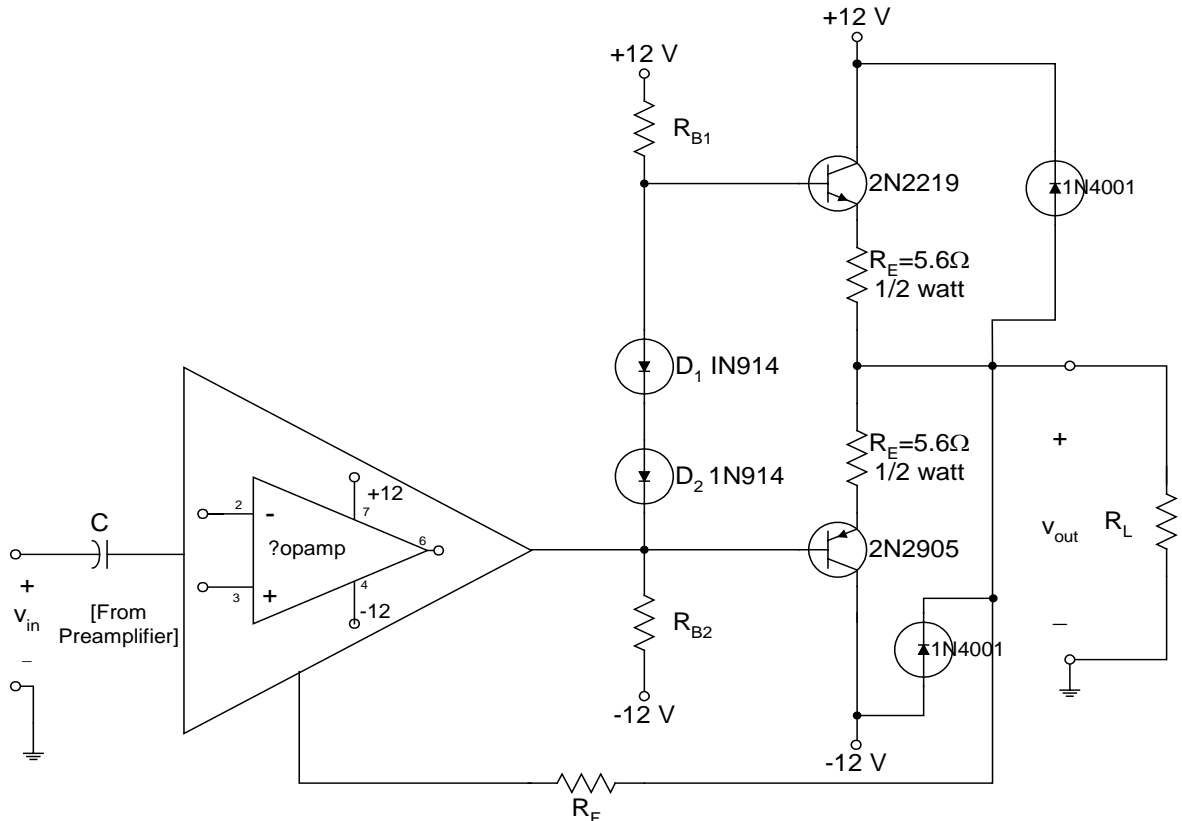 +12 V
+12 V
R_B1
2N2219
1N4001
R_E=5.6Ω
1/2 watt
D_1 IN914
R_E=5.6Ω
1/2 watt
D_2 1N914
+12
7
2
-
C
?opamp
6
2N2905
+
v_out
R_L
+
v_in
-
3
+
4
-12
[From
Preamplifier]
R_B2
1N4001
-12 V
-12 V
R_F